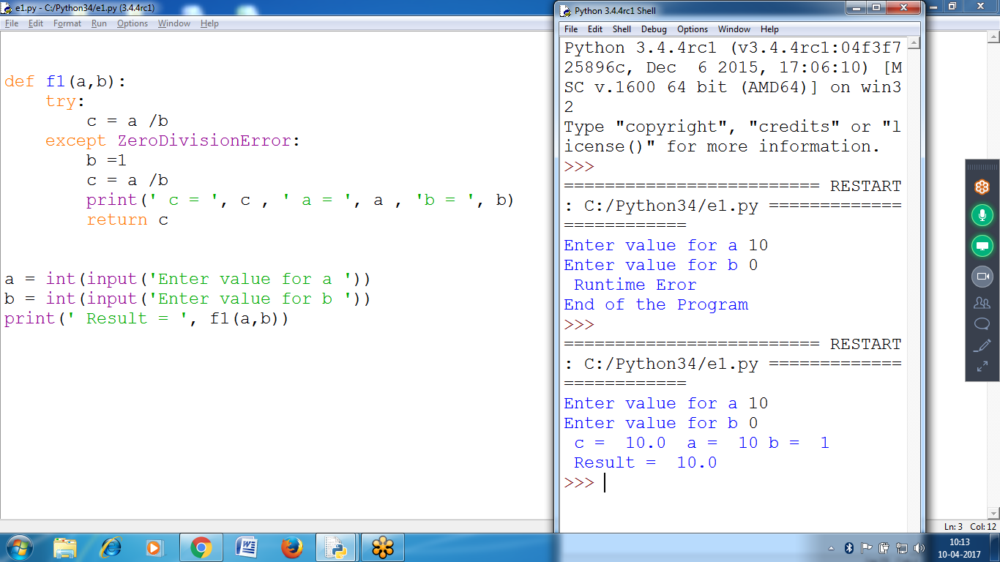 e1.py - C:/Python34/e1.py (3.4.4rc1)
File Edit Format Run Options Window Help
def f1(a,b):
    try:
        c = a /b
    except ZeroDivisionError:
        b =1
        c = a /b
        print(' c = ', c , ' a = ', a , 'b = ', b)
        return c
a = int(input('Enter value for a '))
b = int(input('Enter value for b '))
print(' Result = ', f1(a,b))
Python 3.4.4rc1 Shell
File Edit Shell Debug Options Window Help
Python 3.4.4rc1 (v3.4.4rc1:04f3f7
25896c, Dec  6 2015, 17:06:10) [M
SC v.1600 64 bit (AMD64)] on win3
2
Type "copyright", "credits" or "l
icense()" for more information.
>>>
========================= RESTART
: C:/Python34/e1.py =============
============
Enter value for a 10
Enter value for b 0
 Runtime Eror
End of the Program
>>>
========================= RESTART
: C:/Python34/e1.py =============
============
Enter value for a 10
Enter value for b 0
 c =  10.0  a =  10 b =  1
 Result =  10.0
>>>
Ln: 3 Col: 12
10:13
10-04-2017